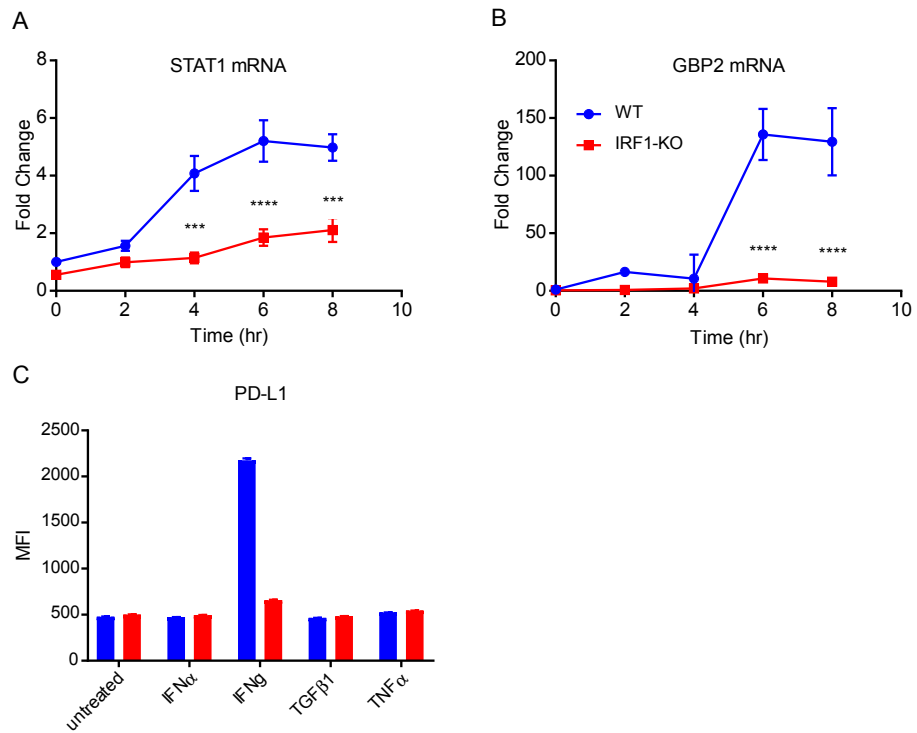 A
STAT1 mRNA
8
6
4
2
0
Fold Change
***
****
***
0 2 4 6 8 10
Time (hr)
B
GBP2 mRNA
200
150
100
50
0
Fold Change
WT
IRF1-KO
****
****
0 2 4 6 8 10
Time (hr)
C
PD-L1
2500
2000
1500
1000
500
0
MFI
untreated
IFNα
IFNg
TGFβ1
TNFα